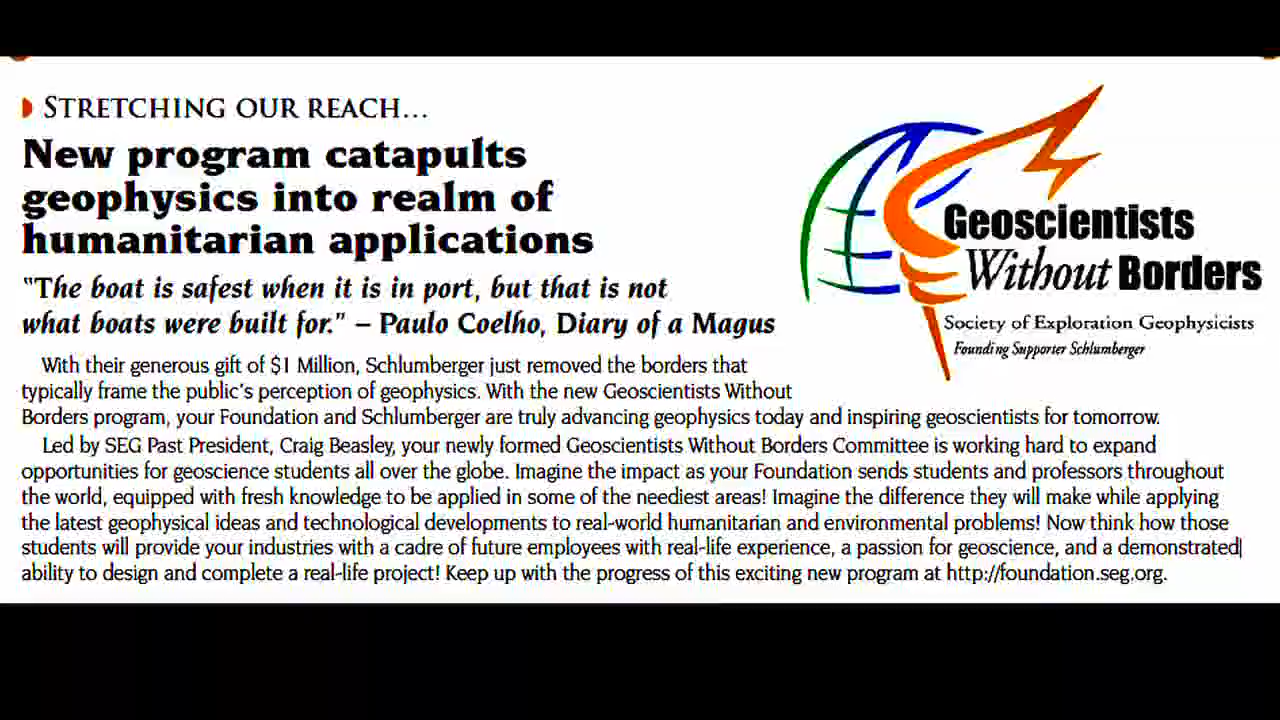 STRETCHING OUR REACH...
New program catapults
geophysics into realm of
humanitarian applications
"The boat is safest when it is in port, but that is not
what boats were built for." – Paulo Coelho, Diary of a Magus
Geoscientists
Without Borders
Society of Exploration Geophysicists
Founding Supporter Schlumberger
With their generous gift of $1 Million, Schlumberger just removed the borders that
typically frame the public's perception of geophysics. With the new Geoscientists Without
Borders program, your Foundation and Schlumberger are truly advancing geophysics today and inspiring geoscientists for tomorrow.
Led by SEG Past President, Craig Beasley, your newly formed Geoscientists Without Borders Committee is working hard to expand
opportunities for geoscience students all over the globe. Imagine the impact as your Foundation sends students and professors throughout
the world, equipped with fresh knowledge to be applied in some of the neediest areas! Imagine the difference they will make while applying
the latest geophysical ideas and technological developments to real-world humanitarian and environmental problems! Now think how those
students will provide your industries with a cadre of future employees with real-life experience, a passion for geoscience, and a demonstrated
ability to design and complete a real-life project! Keep up with the progress of this exciting new program at http://foundation.seg.org.